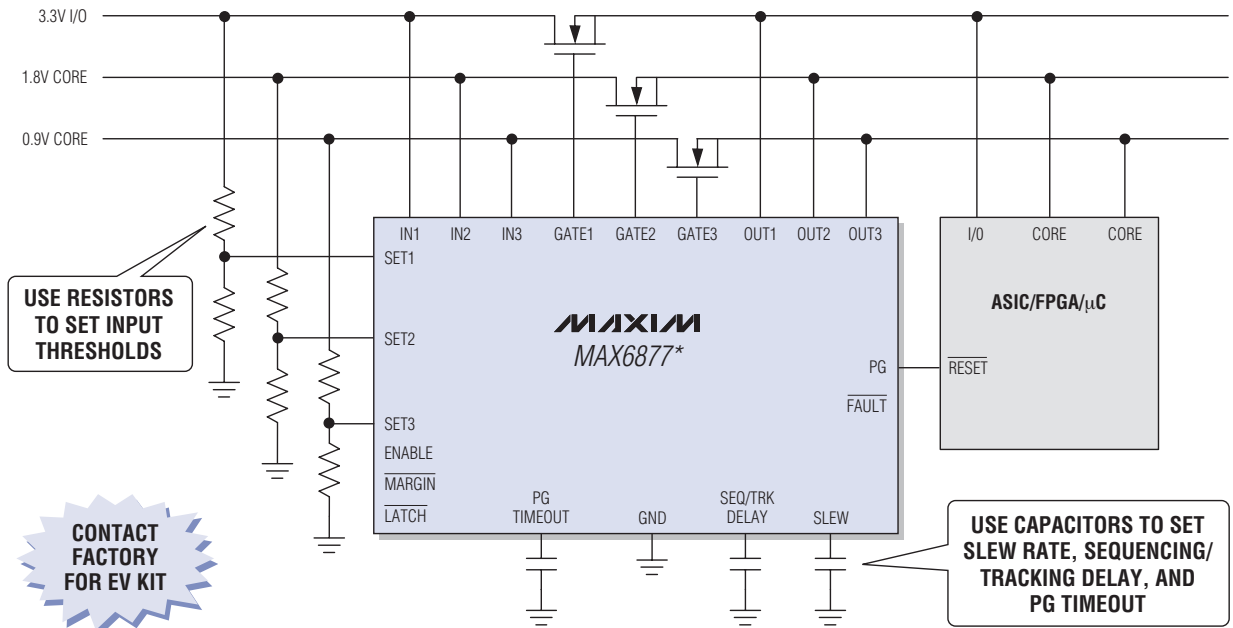 3.3V I/O
1.8V CORE
0.9V CORE
IN1 IN2 IN3 GATE1 GATE2 GATE3 OUT1 OUT2 OUT3
I/O CORE CORE
SET1
USE RESISTORS
TO SET INPUT
THRESHOLDS
MAXIM
MAX6877*
ASIC/FPGA/µC
SET2
PG
RESET
FAULT
SET3
ENABLE
MARGIN
LATCH
PG
TIMEOUT
GND
SEQ/TRK
DELAY
SLEW
CONTACT
FACTORY
FOR EV KIT
USE CAPACITORS TO SET
SLEW RATE, SEQUENCING/
TRACKING DELAY, AND
PG TIMEOUT